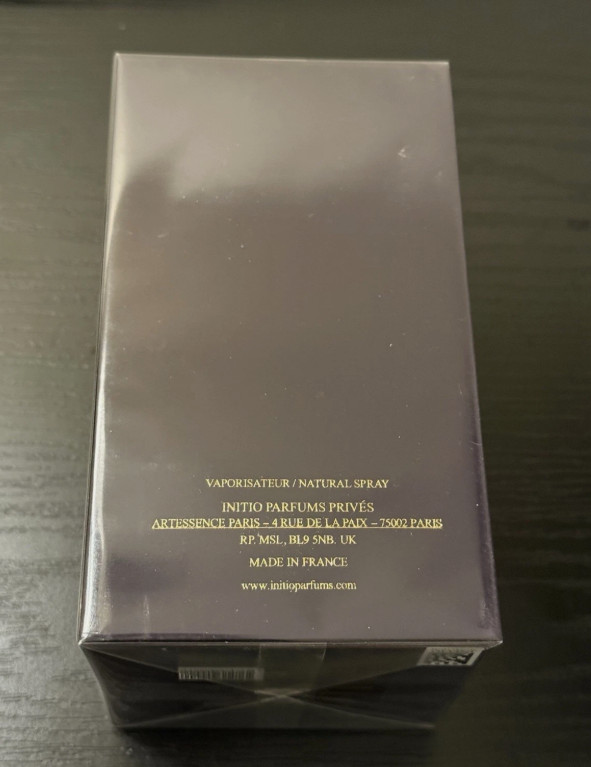 VAPORISATEUR / NATURAL SPRAY
INITIO PARFUMS PRIVÉS
ARTESSENCE PARIS – 4 RUE DE LA PAIX – 75002 PARIS
RP. MSL, BL9 5NB. UK
MADE IN FRANCE
www.initioparfums.com